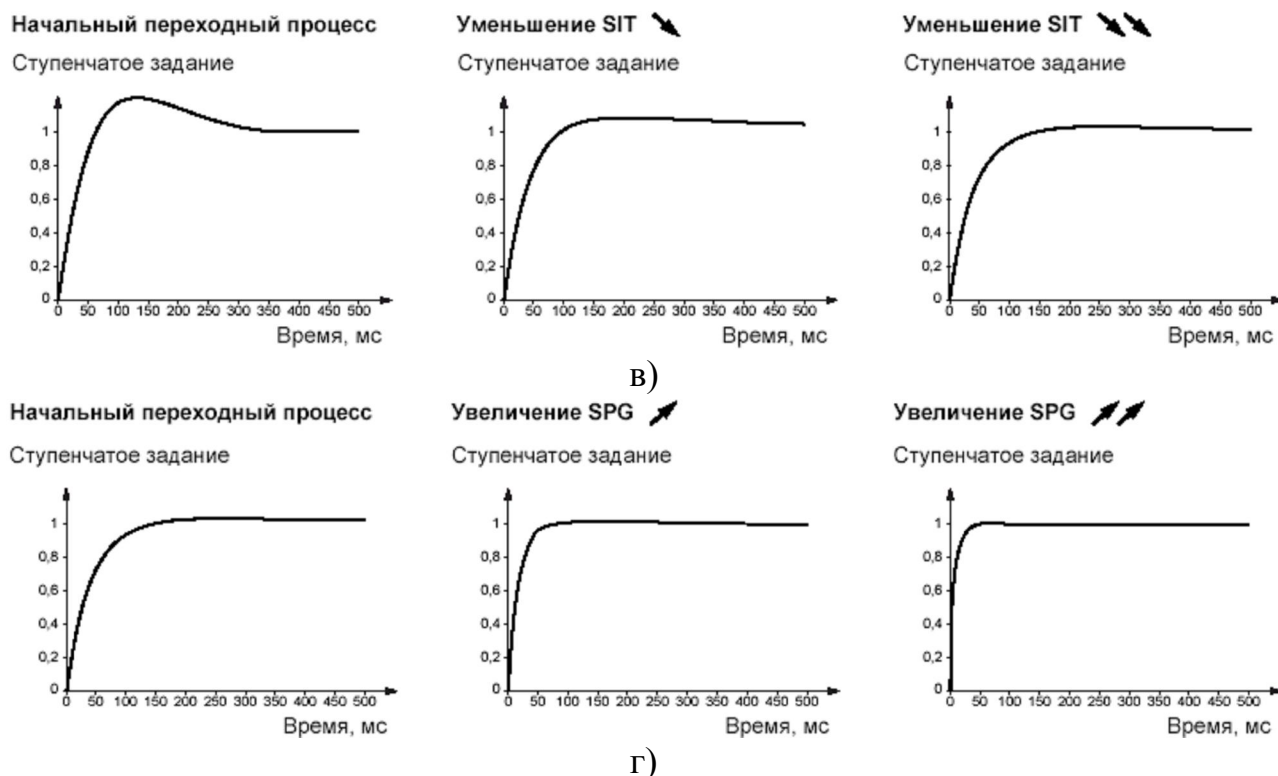 Начальный переходный процесс
Ступенчатое задание
1
0,8
0,6
0,4
0,2
0
0 50 100 150 200 250 300 350 400 450 500
Время, мс
Уменьшение SIT
Ступенчатое задание
1
0,8
0,6
0,4
0,2
0
0 50 100 150 200 250 300 350 400 450 500
Время, мс
Уменьшение SIT
Ступенчатое задание
1
0,8
0,6
0,4
0,2
0
0 50 100 150 200 250 300 350 400 450 500
Время, мс
в)
Начальный переходный процесс
Ступенчатое задание
1
0,8
0,6
0,4
0,2
0
0 50 100 150 200 250 300 350 400 450 500
Время, мс
Увеличение SPG
Ступенчатое задание
1
0,8
0,6
0,4
0,2
0
0 50 100 150 200 250 300 350 400 450 500
Время, мс
Увеличение SPG
Ступенчатое задание
1
0,8
0,6
0,4
0,2
0
0 50 100 150 200 250 300 350 400 450 500
Время, мс
г)